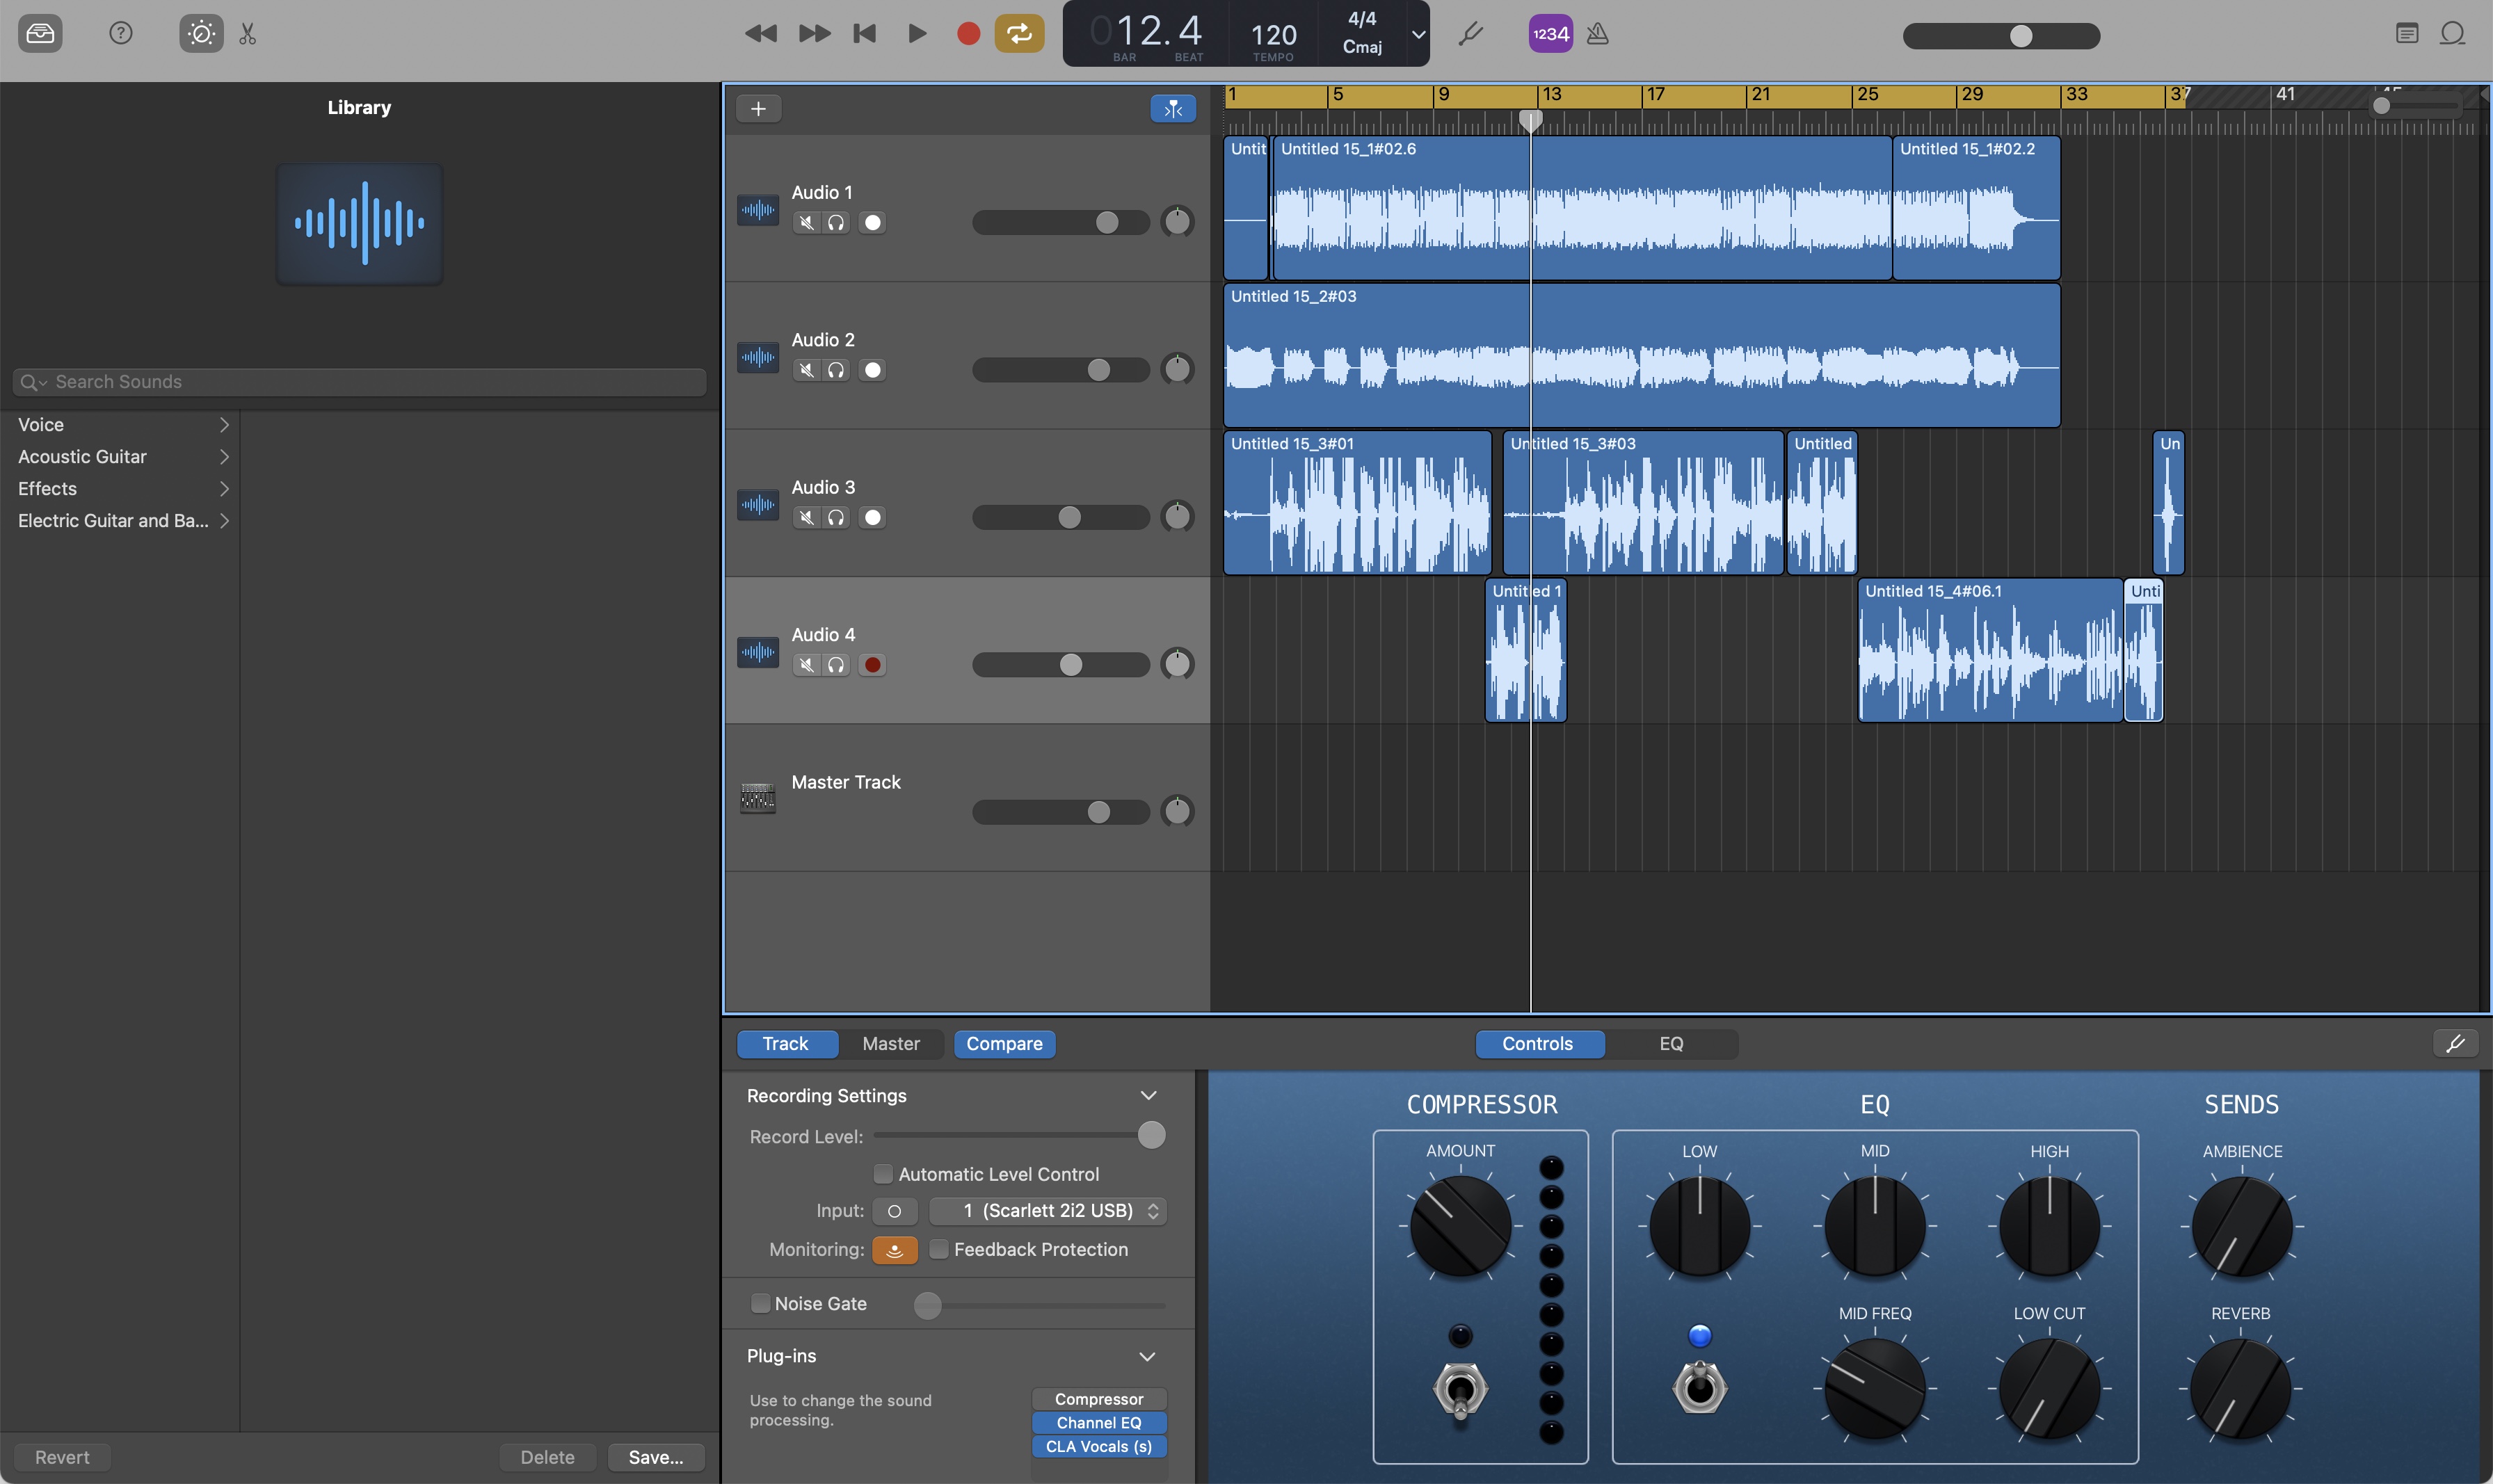 ?
012.4
BAR BEAT
120
TEMPO
4/4
Cmaj
1234
Library
Search Sounds
Voice
Acoustic Guitar
Effects
Electric Guitar and Ba...
Revert
Delete
Save...
+
1 5 9 13 17 21 25 29 33 37 41 45
Audio 1
Untit
Untitled 15_1#02.6
Untitled 15_1#02.2
Audio 2
Untitled 15_2#03
Audio 3
Untitled 15_3#01
Untitled 15_3#03
Untitled
Un
Audio 4
Untitled 1
Untitled 15_4#06.1
Unti
Master Track
Track
Master
Compare
Controls
EQ
Recording Settings
Record Level:
Automatic Level Control
Input:
1 (Scarlett 2i2 USB)
Monitoring:
Feedback Protection
Noise Gate
Plug-ins
Use to change the sound
processing.
Compressor
Channel EQ
CLA Vocals (s)
COMPRESSOR
AMOUNT
EQ
LOW
MID
HIGH
MID FREQ
LOW CUT
SENDS
AMBIENCE
REVERB